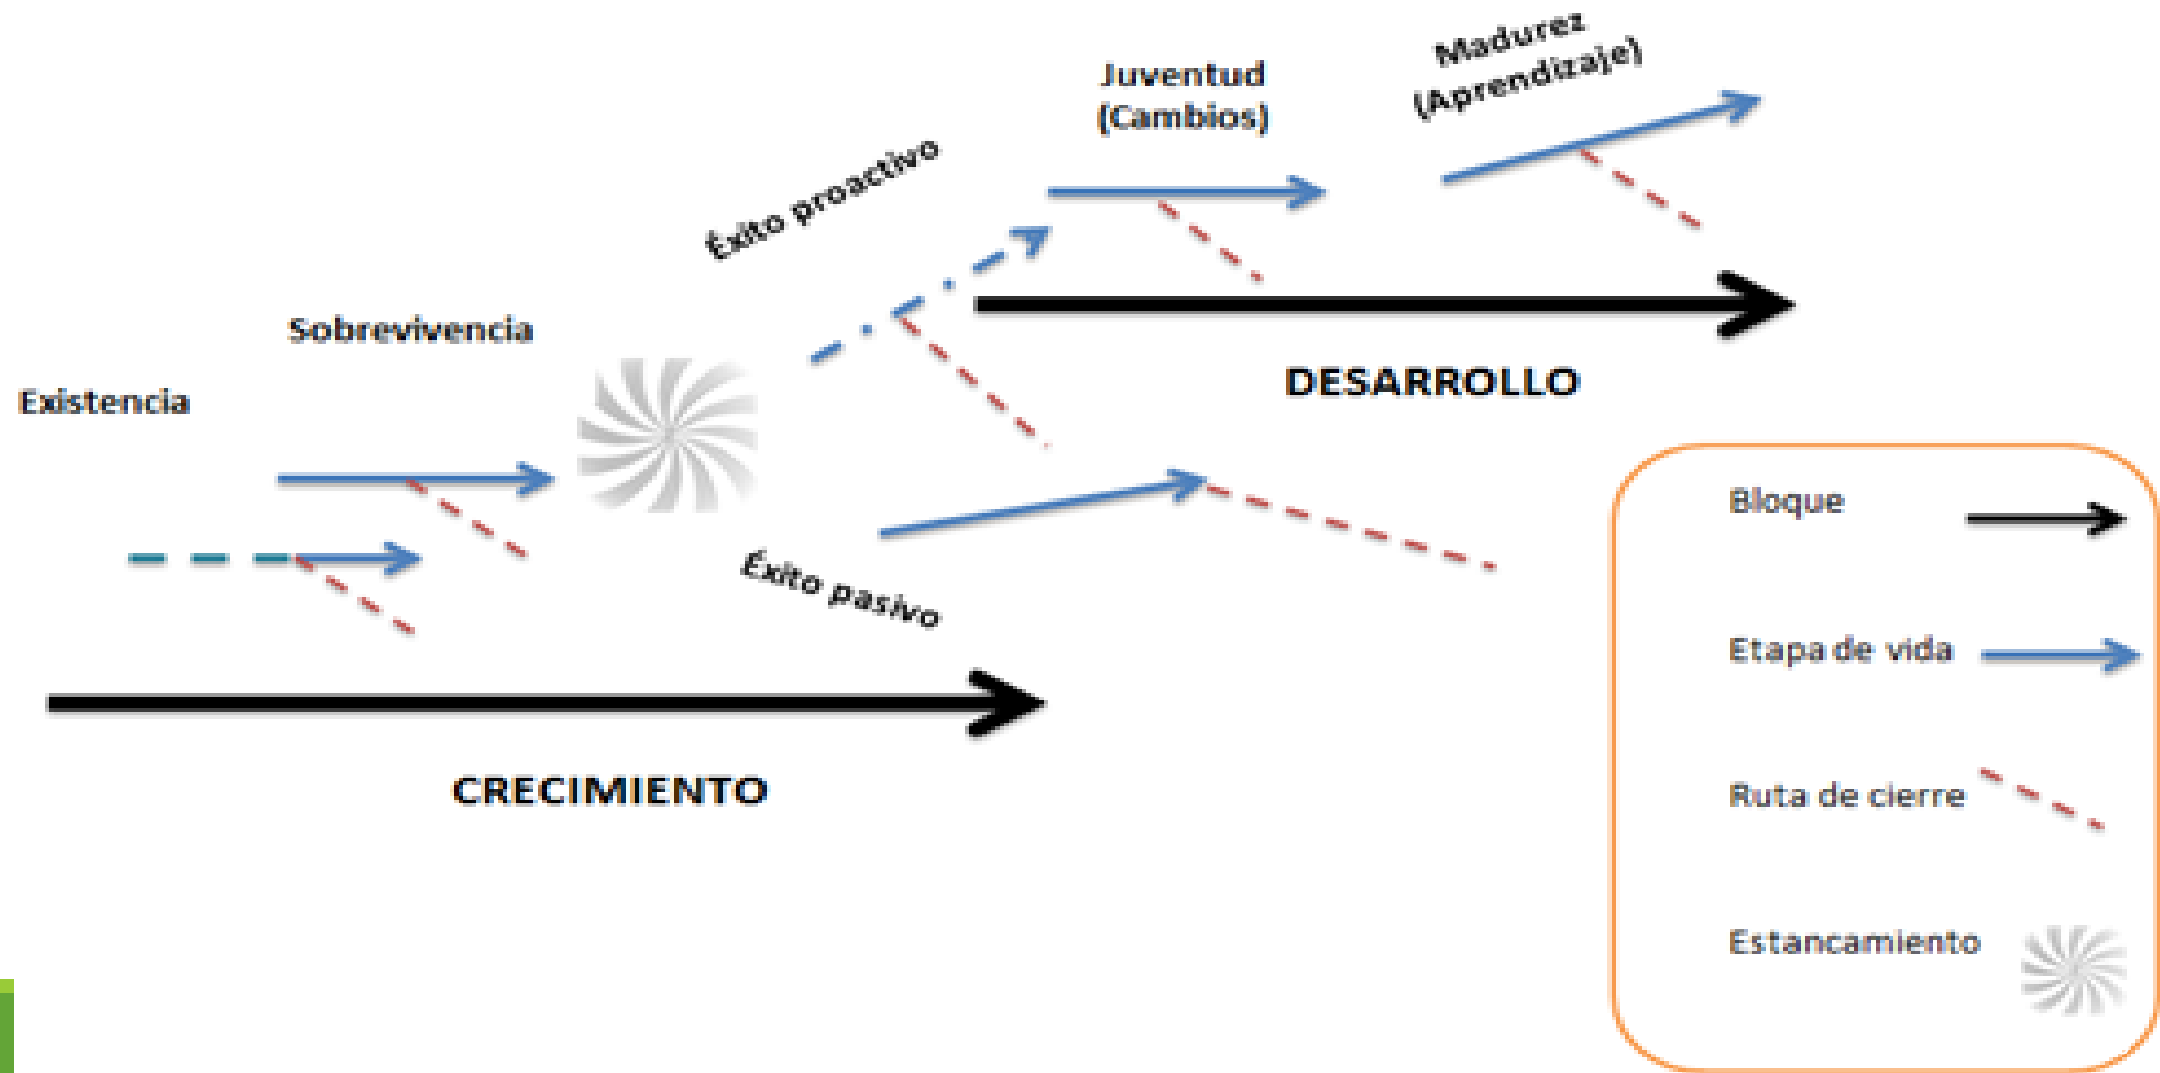 Madurez
(Aprendizaje)
Juventud
(Cambios)
Éxito proactivo
Sobrevivencia
Existencia
DESARROLLO
Éxito pasivo
CRECIMIENTO
Bloque
Etapa de vida
Ruta de cierre
Estancamiento